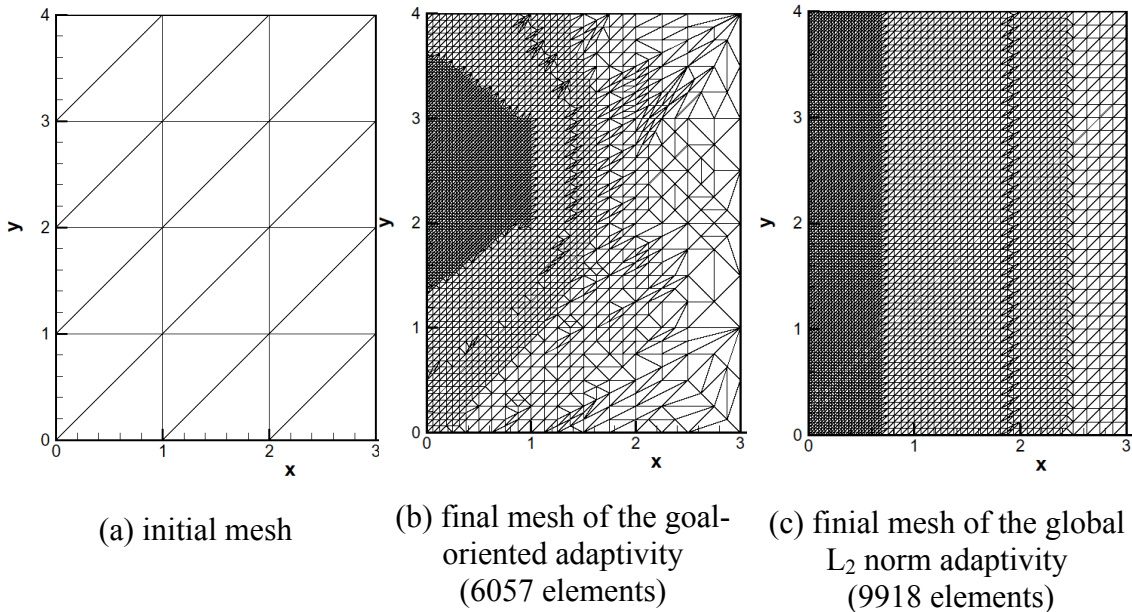 4
3
2
1
0
y
0
1
2
3
x
4
3
2
1
0
y
0
1
2
3
x
4
3
2
1
0
y
0
1
2
3
x
(a) initial mesh
(b) final mesh of the goal-
oriented adaptivity
(6057 elements)
(c) finial mesh of the global
L₂ norm adaptivity
(9918 elements)